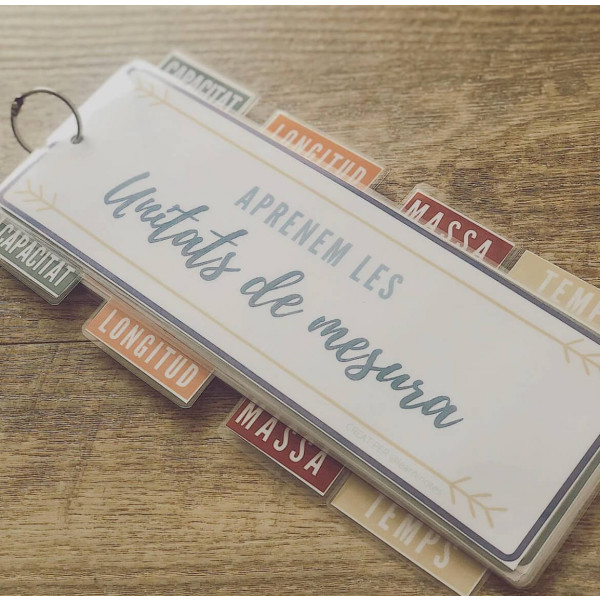 CAPACITAT
LONGITUD
MASSA
TEMPS
APRENEM LES
Unitats de mesura
CAPACITAT
LONGITUD
MASSA
TEMPS